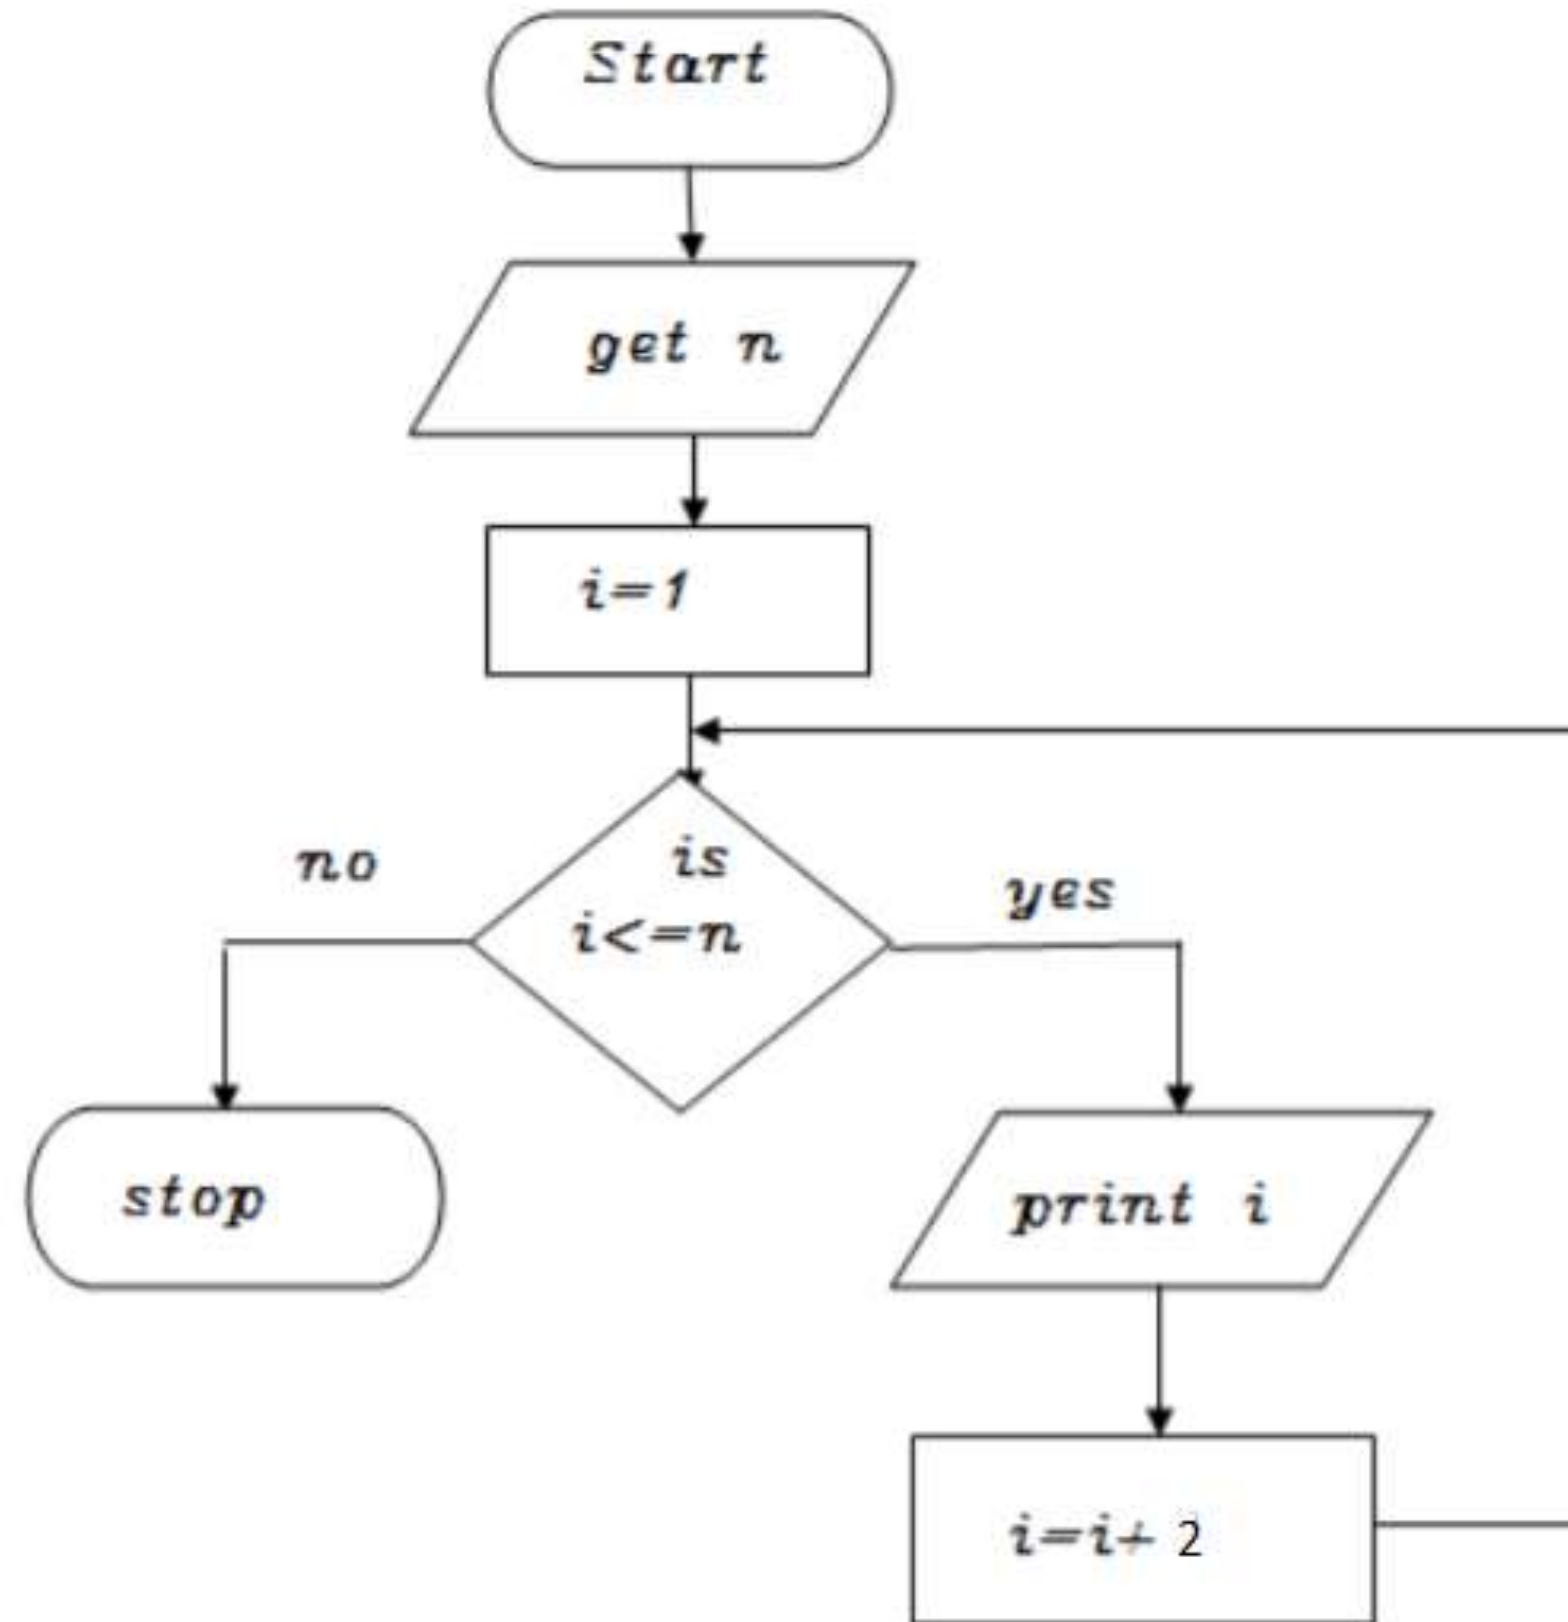 Start
get n
i=1
is
i<=n
no
yes
stop
print i
i=i+ 2